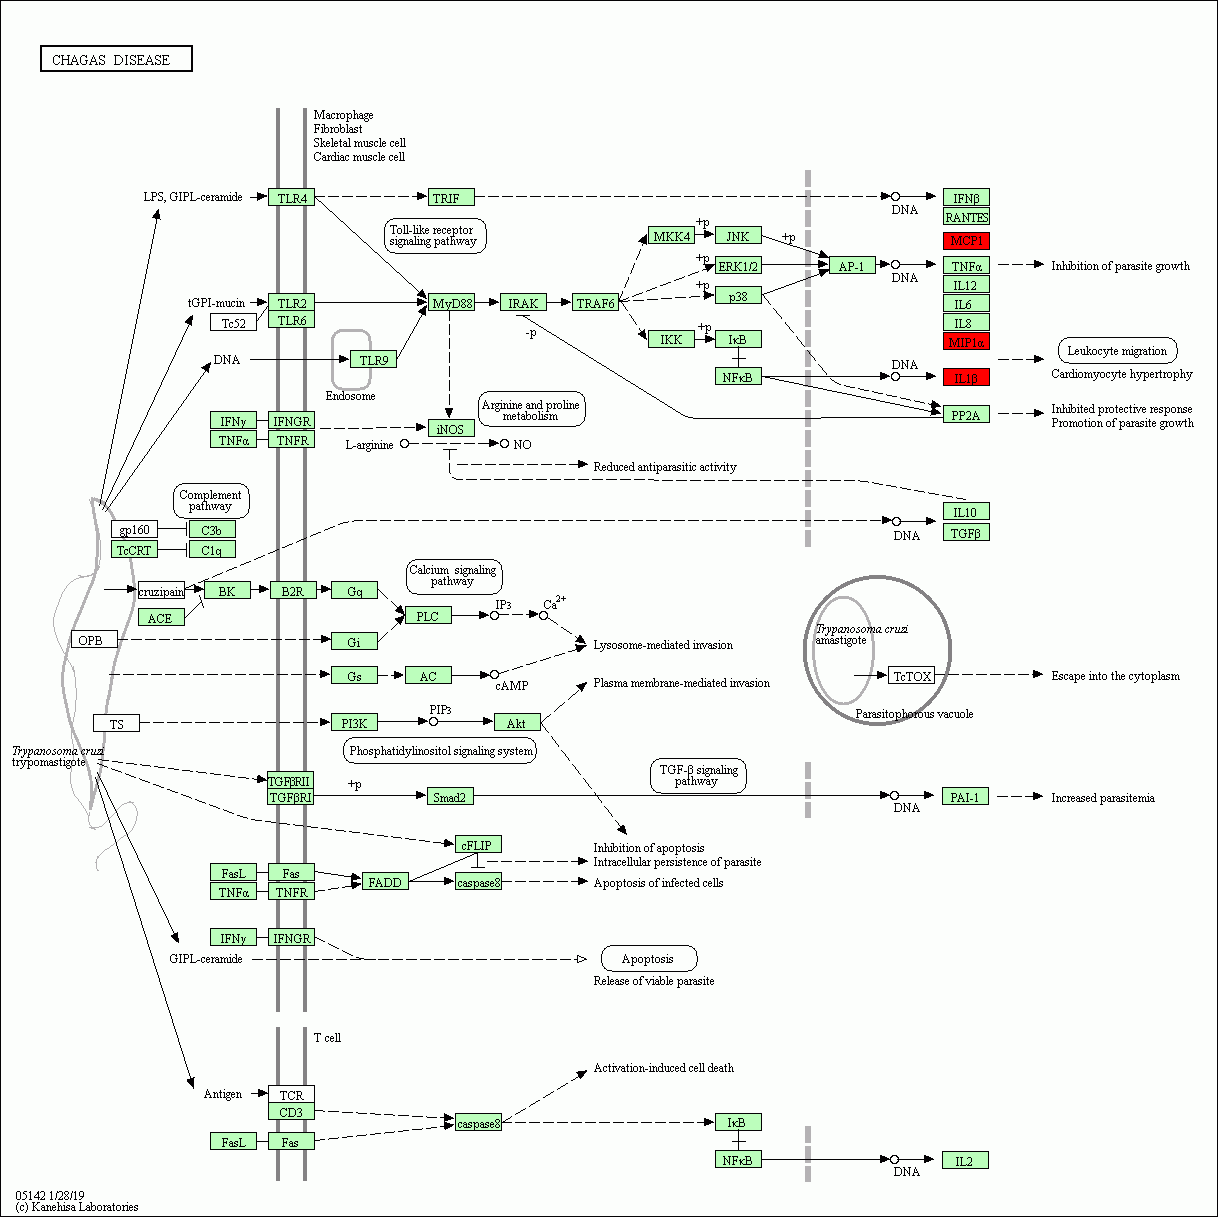 CHAGAS DISEASE
Macrophage
Fibroblast
Skeletal muscle cell
Cardiac muscle cell
LPS, GIPL-ceramide
TLR4
TRIF
DNA
IFNβ
RANTES
Toll-like receptor
signaling pathway
MKK4
+p
JNK
+p
MCP1
+p
ERK1/2
AP-1
DNA
TNFα
Inhibition of parasite growth
IL12
tGPI-mucin
TLR2
MyD88
IRAK
TRAF6
+p
p38
IL6
Tc52
TLR6
IL8
-p
IKK
+p
IκB
MIP1α
Leukocyte migration
DNA
TLR9
DNA
Cardiomyocyte hypertrophy
NFκB
IL1β
Endosome
Arginine and proline
metabolism
PP2A
Inhibited protective response
Promotion of parasite growth
IFNγ
IFNGR
iNOS
TNFα
TNFR
L-arginine
NO
Reduced antiparasitic activity
Complement
pathway
IL10
gp160
C3b
DNA
TGFβ
TcCRT
C1q
Calcium signaling
pathway
cruzipain
BK
B2R
Gq
IP3
Ca2+
ACE
PLC
Trypanosoma cruzi
amastigote
OPB
Gi
Lysosome-mediated invasion
Gs
AC
cAMP
TcTOX
Escape into the cytoplasm
Plasma membrane-mediated invasion
Parasitophorous vacuole
TS
PI3K
PIP3
Akt
Trypanosoma cruzi
trypomastigote
Phosphatidylinositol signaling system
TGF-β signaling
pathway
TGFβRII
TGFβRI
+p
Smad2
DNA
PAI-1
Increased parasitemia
cFLIP
Inhibition of apoptosis
Intracellular persistence of parasite
FasL
Fas
FADD
caspase8
Apoptosis of infected cells
TNFα
TNFR
IFNγ
IFNGR
GIPL-ceramide
Apoptosis
Release of viable parasite
T cell
Activation-induced cell death
Antigen
TCR
CD3
caspase8
IκB
FasL
Fas
NFκB
DNA
IL2
05142 1/28/19
(c) Kanehisa Laboratories